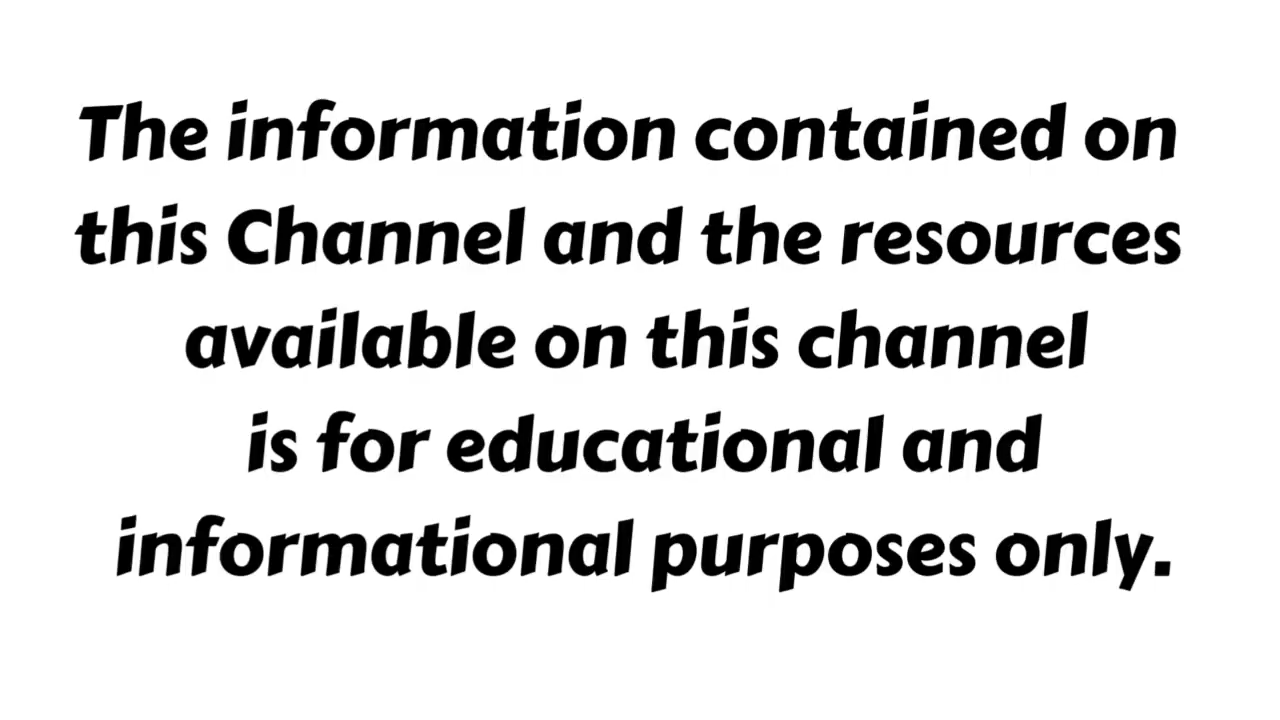 The information contained on
this Channel and the resources
available on this channel
is for educational and
informational purposes only.